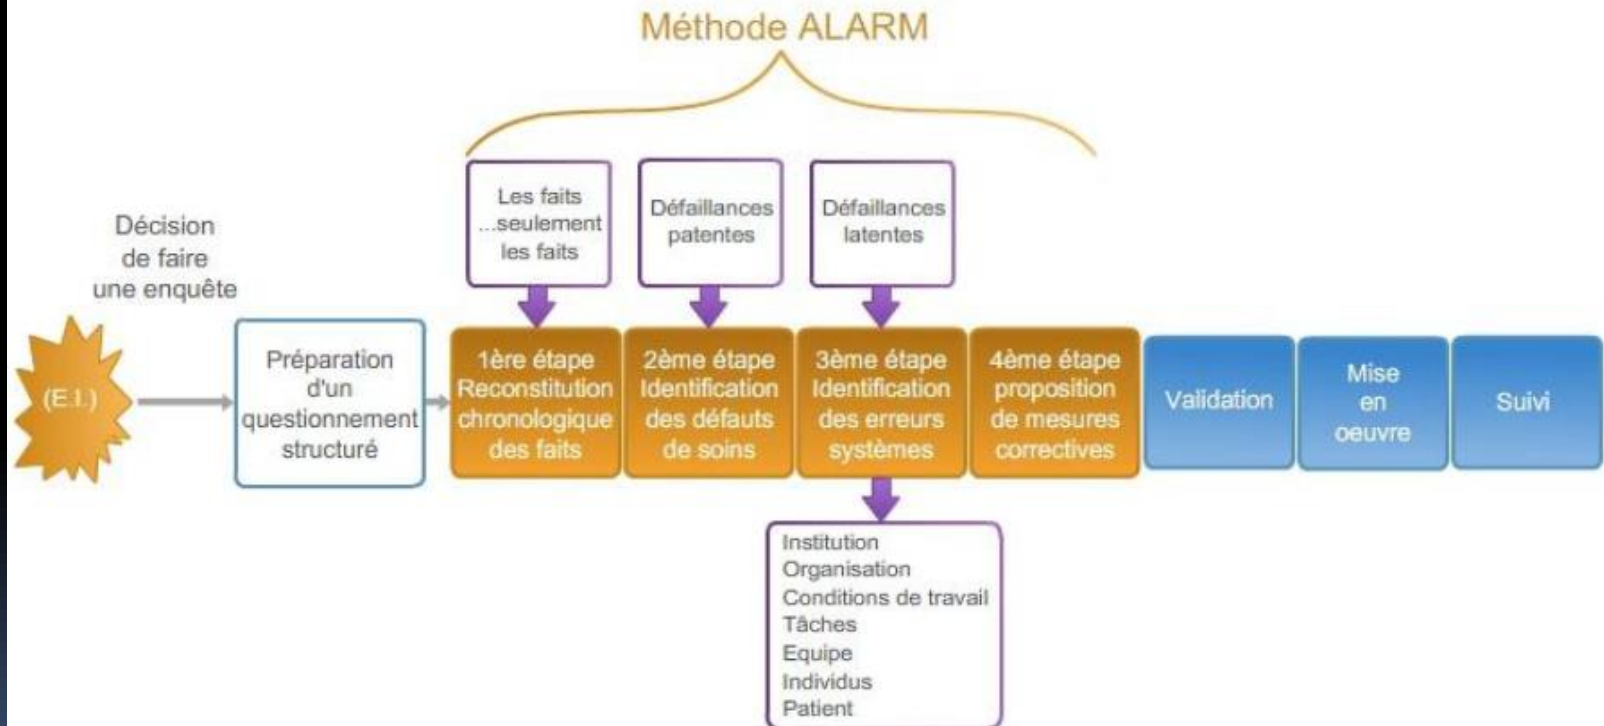 Méthode ALARM
Les faits
...seulement
les faits
Défaillances
patentes
Défaillances
latentes
Décision
de faire
une enquête
(E.I.)
Préparation
d'un
questionnement
structuré
1ère étape
Reconstitution
chronologique
des faits
2ème étape
Identification
des défauts
de soins
3ème étape
Identification
des erreurs
systèmes
4ème étape
proposition
de mesures
correctives
Validation
Mise
en
oeuvre
Suivi
Institution
Organisation
Conditions de travail
Tâches
Equipe
Individus
Patient